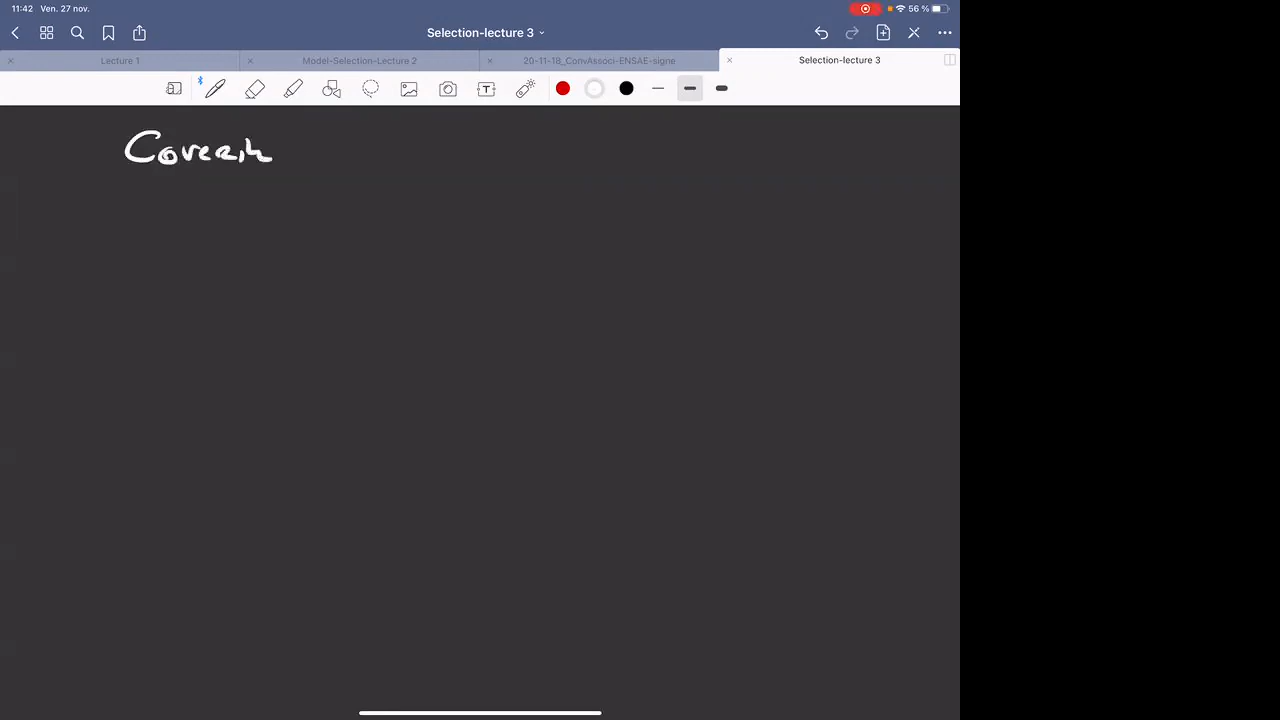 11:42 Ven. 27 nov. 56 %
Selection-lecture 3
Lecture 1
Model-Selection-Lecture 2
20-11-18_ConvAssoci-ENSAE-signe
Selection-lecture 3
T